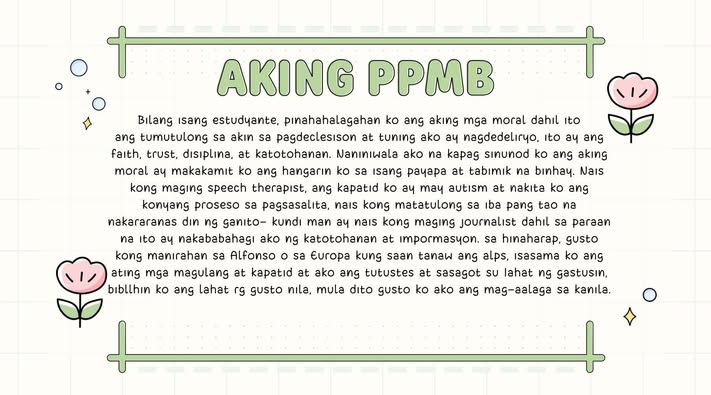 AKING PPMB
Bilang isang estudyante, pinahahalagahan ko ang aking mga moral dahil ito
ang tumutulong sa akin sa pagdeclesison at tuning ako ay nagdedeliryo, ito ay ang
faith, trust, disiplina, at katotohanan. Naniniwala ako na kapag sinunod ko ang aking
moral ay makakamit ko ang hangarin ko sa isang payapa at tabimik na binhay. Nais
kong maging speech therapist, ang kapatid ko ay may autism at nakita ko ang
konyang proseso sa pagsasalita, nais kong matatulong sa iba pang tao na
nakararanas din ng ganito- kundi man ay nais kong maging journalist dahil sa paraan
na ito ay nakababahagi ako ng katotohanan at impormasyon. sa hinaharap, gusto
kong manirahan sa Alfonso o sa Europa kung saan tanaw ang alps, isasama ko ang
ating mga magulang at kapatid at ako ang tutustes at sasagot su lahat ng gastusin,
bibllhin ko ang lahat rg gusto nila, mula dito gusto ko ako ang mag-aalaga sa kanila.